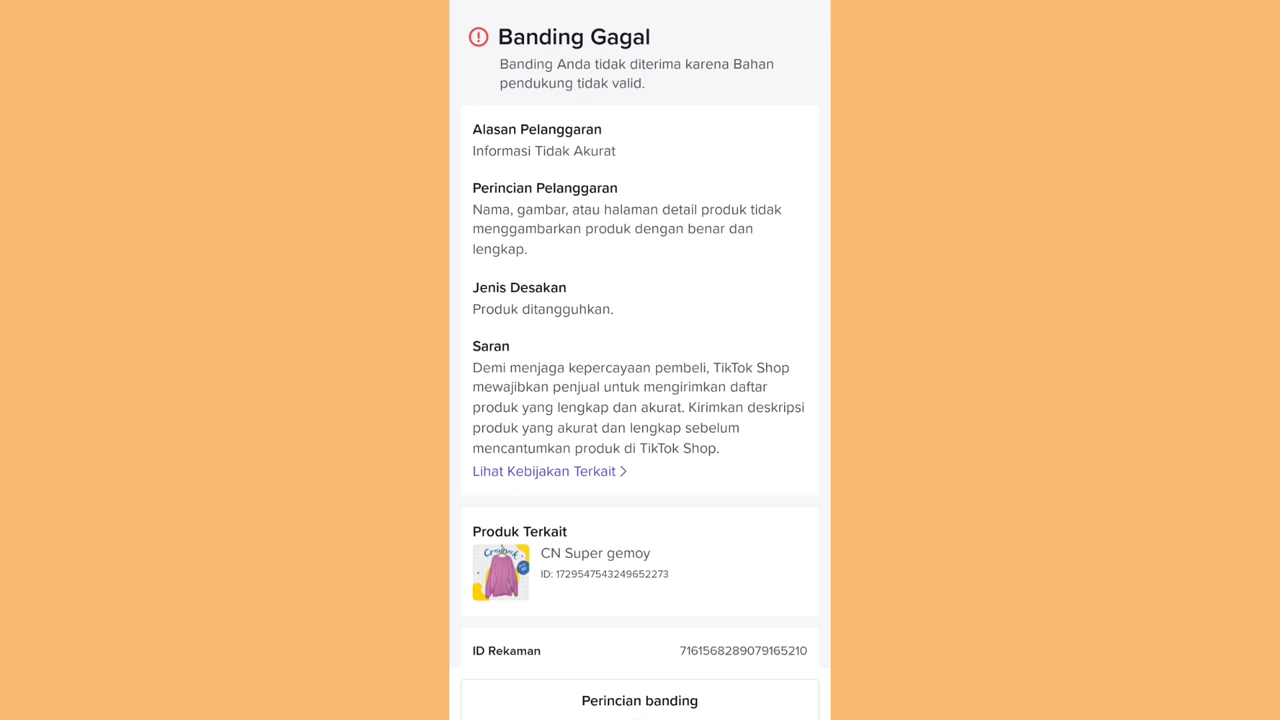 Banding Gagal
Banding Anda tidak diterima karena Bahan
pendukung tidak valid.
Alasan Pelanggaran
Informasi Tidak Akurat
Perincian Pelanggaran
Nama, gambar, atau halaman detail produk tidak
menggambarkan produk dengan benar dan
lengkap.
Jenis Desakan
Produk ditangguhkan.
Saran
Demi menjaga kepercayaan pembeli, TikTok Shop
mewajibkan penjual untuk mengirimkan daftar
produk yang lengkap dan akurat. Kirimkan deskripsi
produk yang akurat dan lengkap sebelum
mencantumkan produk di TikTok Shop.
Lihat Kebijakan Terkait >
Produk Terkait
CN Super gemoy
ID: 1729547543249652273
ID Rekaman 7161568289079165210
Perincian banding